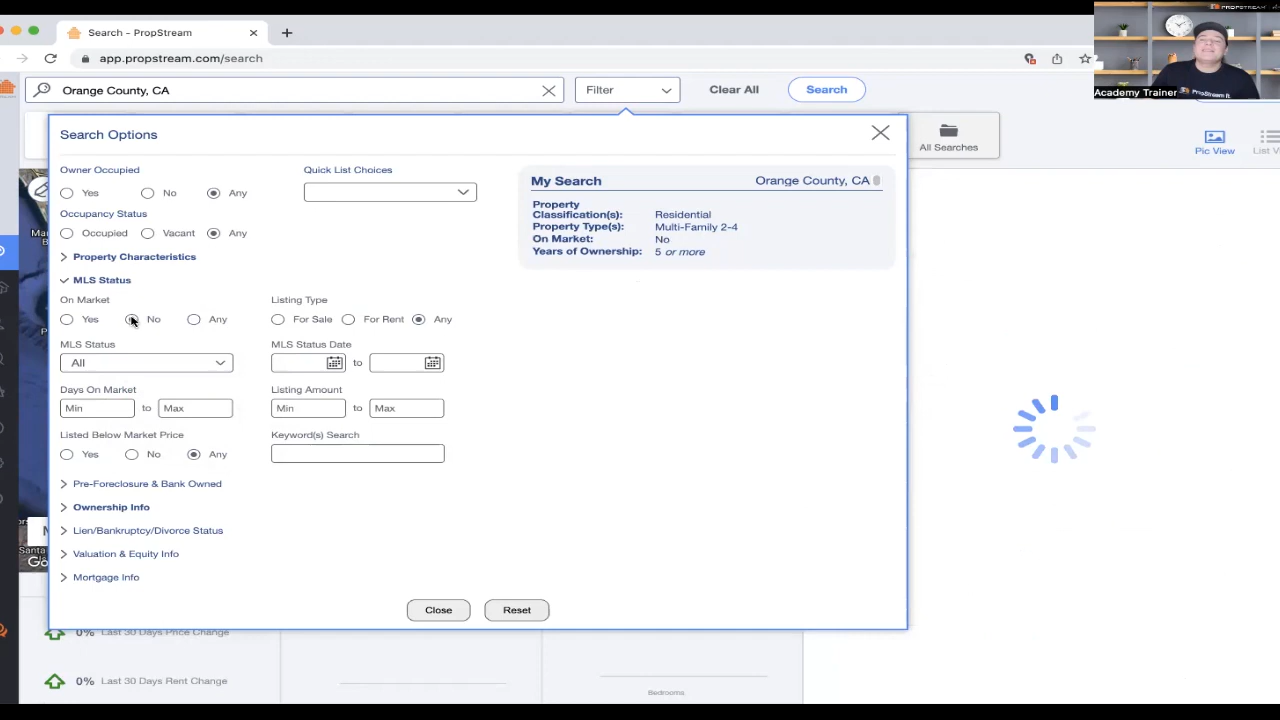 Search - PropStream
app.propstream.com/search
PROPSTREAM
PropStream It.
Academy Trainer
Orange County, CA
Filter
Clear All
Search
All Searches
Pic View
List V
Search Options
Owner Occupied
Yes No Any
Quick List Choices
Occupancy Status
Occupied Vacant Any
Property Characteristics
MLS Status
On Market
Yes No Any
Listing Type
For Sale For Rent Any
MLS Status
All
MLS Status Date
to
Days On Market
Min to Max
Listing Amount
Min to Max
Listed Below Market Price
Yes No Any
Keyword(s) Search
Pre-Foreclosure & Bank Owned
Ownership Info
Lien/Bankruptcy/Divorce Status
Valuation & Equity Info
Mortgage Info
Close
Reset
My Search Orange County, CA
Property
Classification(s): Residential
Property Type(s): Multi-Family 2-4
On Market: No
Years of Ownership: 5 or more
Santa
Goo
0% Last 30 Days Price Change
0% Last 30 Days Rent Change
Bedrooms